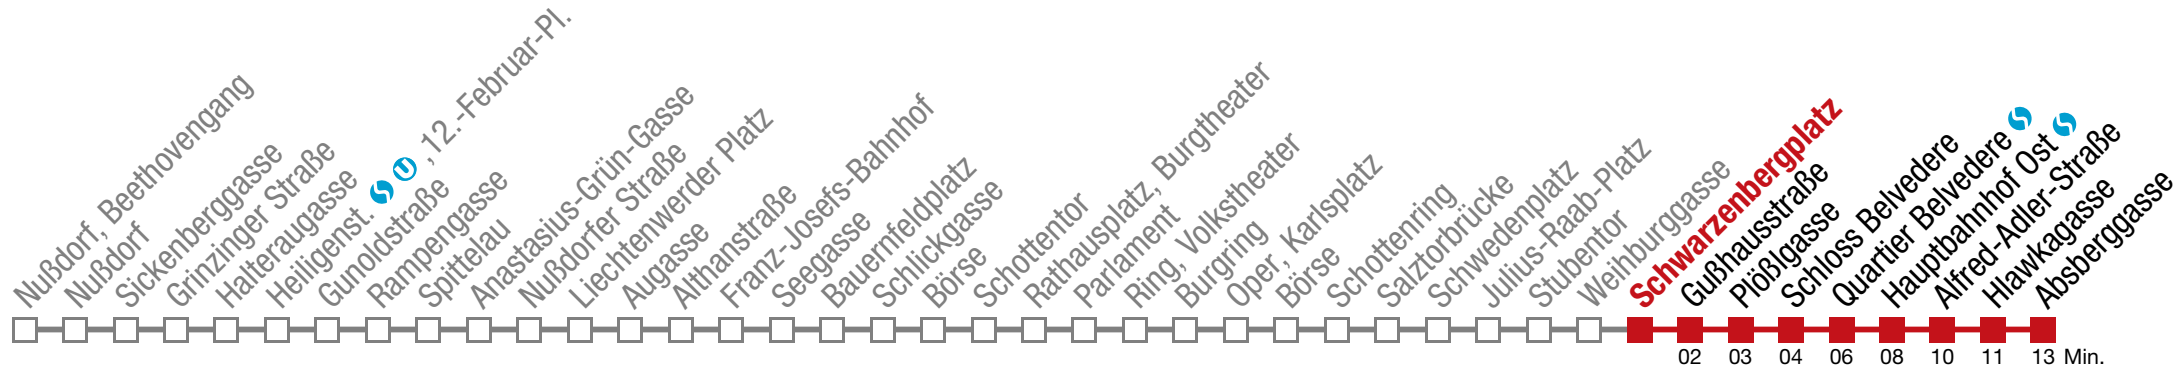 Nußdorf, Beethovengang
Nußdorf
Sickenberggasse
Grinzinger Straße
Halteraugasse
Heiligenst. S U , 12.-Februar-Pl.
Gunoldstraße
Rampengasse
Spittelau
Anastasius-Grün-Gasse
Nußdorfer Straße
Liechtenwerder Platz
Augasse
Althanstraße
Franz-Josefs-Bahnhof
Seegasse
Bauernfeldplatz
Schlickgasse
Börse
Schottentor
Rathausplatz, Burgtheater
Parlament
Ring, Volkstheater
Burgring
Oper, Karlsplatz
Börse
Schottenring
Salztorbrücke
Schwedenplatz
Julius-Raab-Platz
Stubentor
Weihburggasse
Schwarzenbergplatz
Gußhausstraße
Plößlgasse
Schloss Belvedere
Quartier Belvedere S
Hauptbahnhof Ost S
Alfred-Adler-Straße
Hlawkagasse
Absberggasse
02 03 04 06 08 10 11 13 Min.